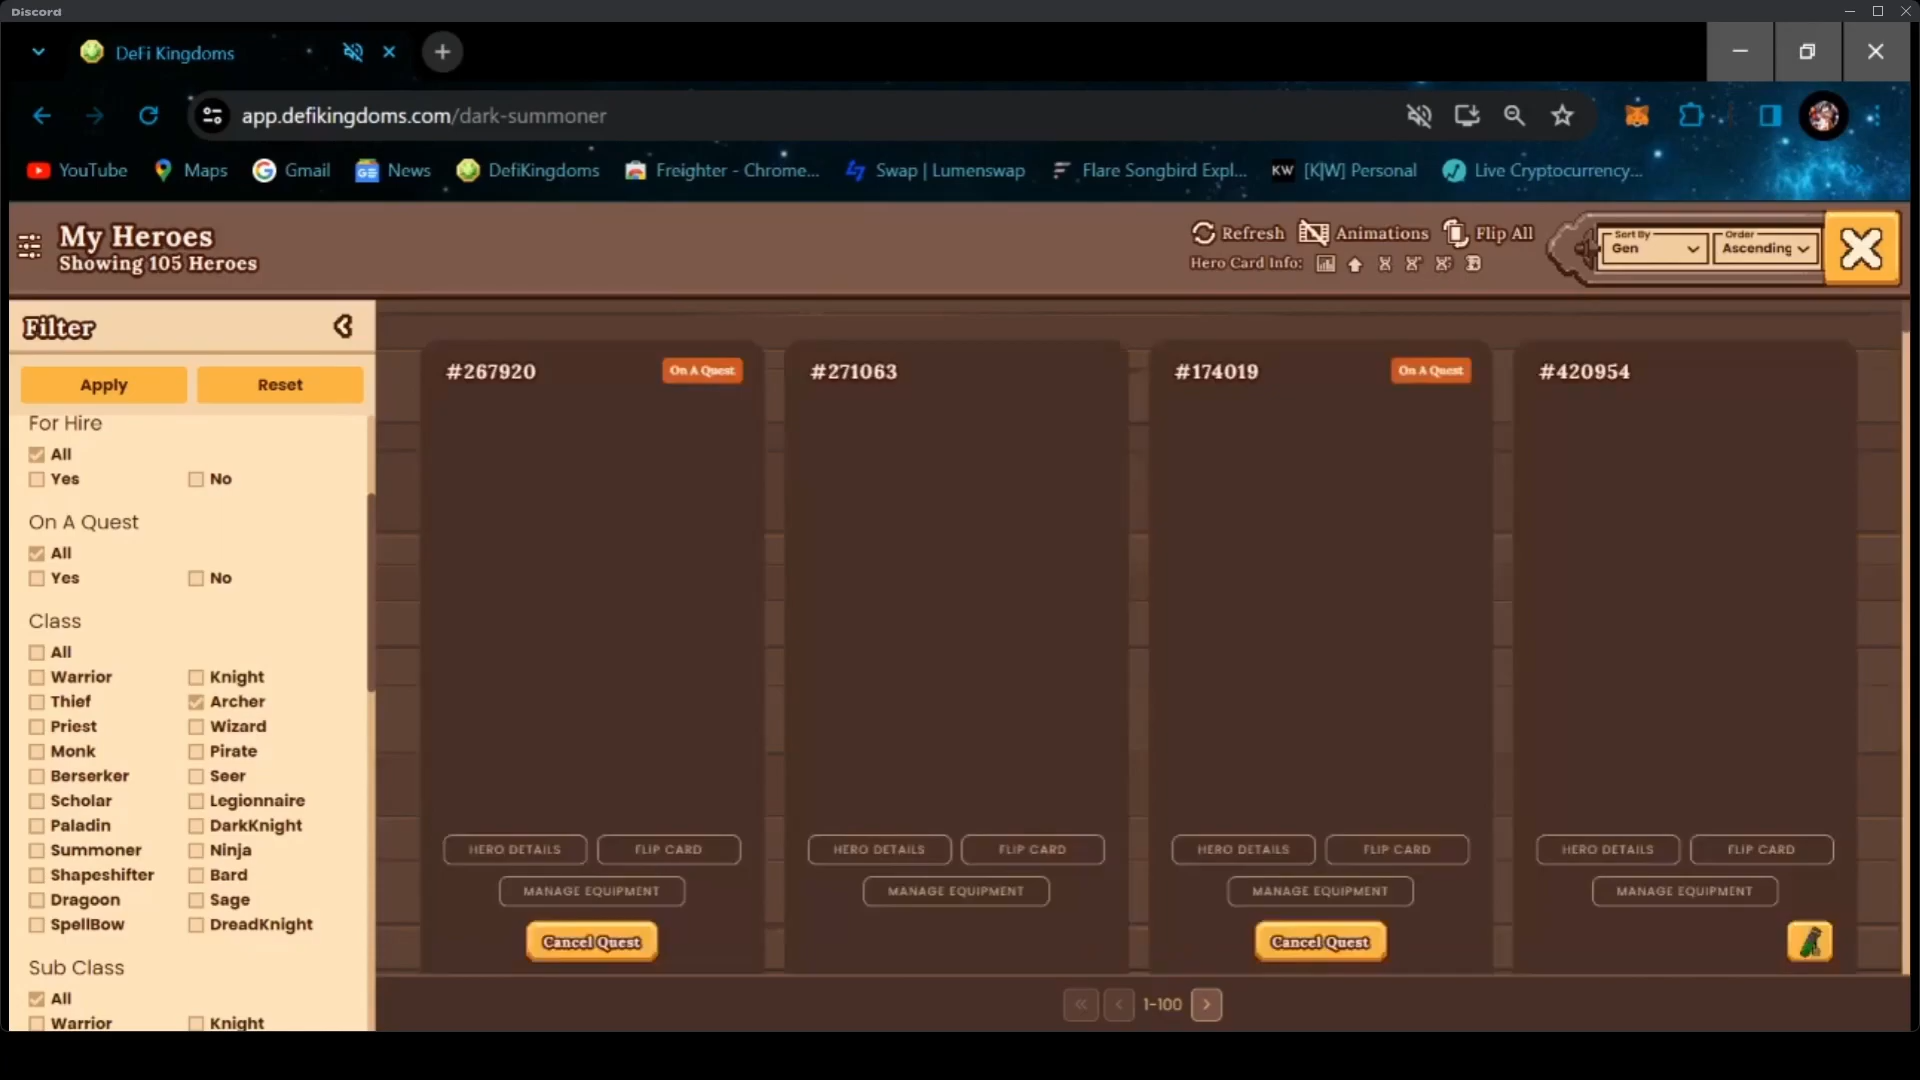 Discord
DeFi Kingdoms
app.defikingdoms.com/dark-summoner
YouTube
Maps
Gmail
News
DefiKingdoms
Freighter - Chrome...
Swap | Lumenswap
Flare Songbird Expl...
KW
[K|W] Personal
Live Cryptocurrency...
My Heroes
Showing 105 Heroes
Refresh
Animations
Flip All
Hero Card Info:
Sort By
Gen
Order
Ascending
Filter
Apply
Reset
For Hire
All
Yes
No
On A Quest
All
Yes
No
Class
All
Warrior
Knight
Thief
Archer
Priest
Wizard
Monk
Pirate
Berserker
Seer
Scholar
Legionnaire
Paladin
DarkKnight
Summoner
Ninja
Shapeshifter
Bard
Dragoon
Sage
SpellBow
DreadKnight
Sub Class
All
Warrior
Knight
#267920
On A Quest
HERO DETAILS
FLIP CARD
MANAGE EQUIPMENT
Cancel Quest
#271063
HERO DETAILS
FLIP CARD
MANAGE EQUIPMENT
#174019
On A Quest
HERO DETAILS
FLIP CARD
MANAGE EQUIPMENT
Cancel Quest
#420954
HERO DETAILS
FLIP CARD
MANAGE EQUIPMENT
1-100